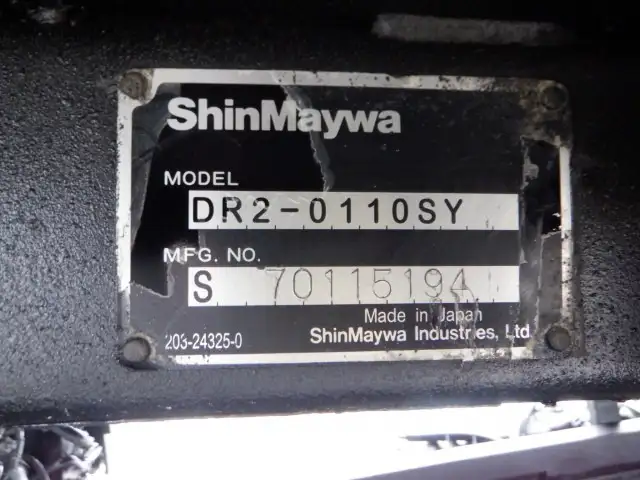 ShinMaywa
MODEL
DR2-0110SY
MFG. NO.
S 70115194
Made in Japan
203-24325-0
ShinMaywa Industries, Ltd